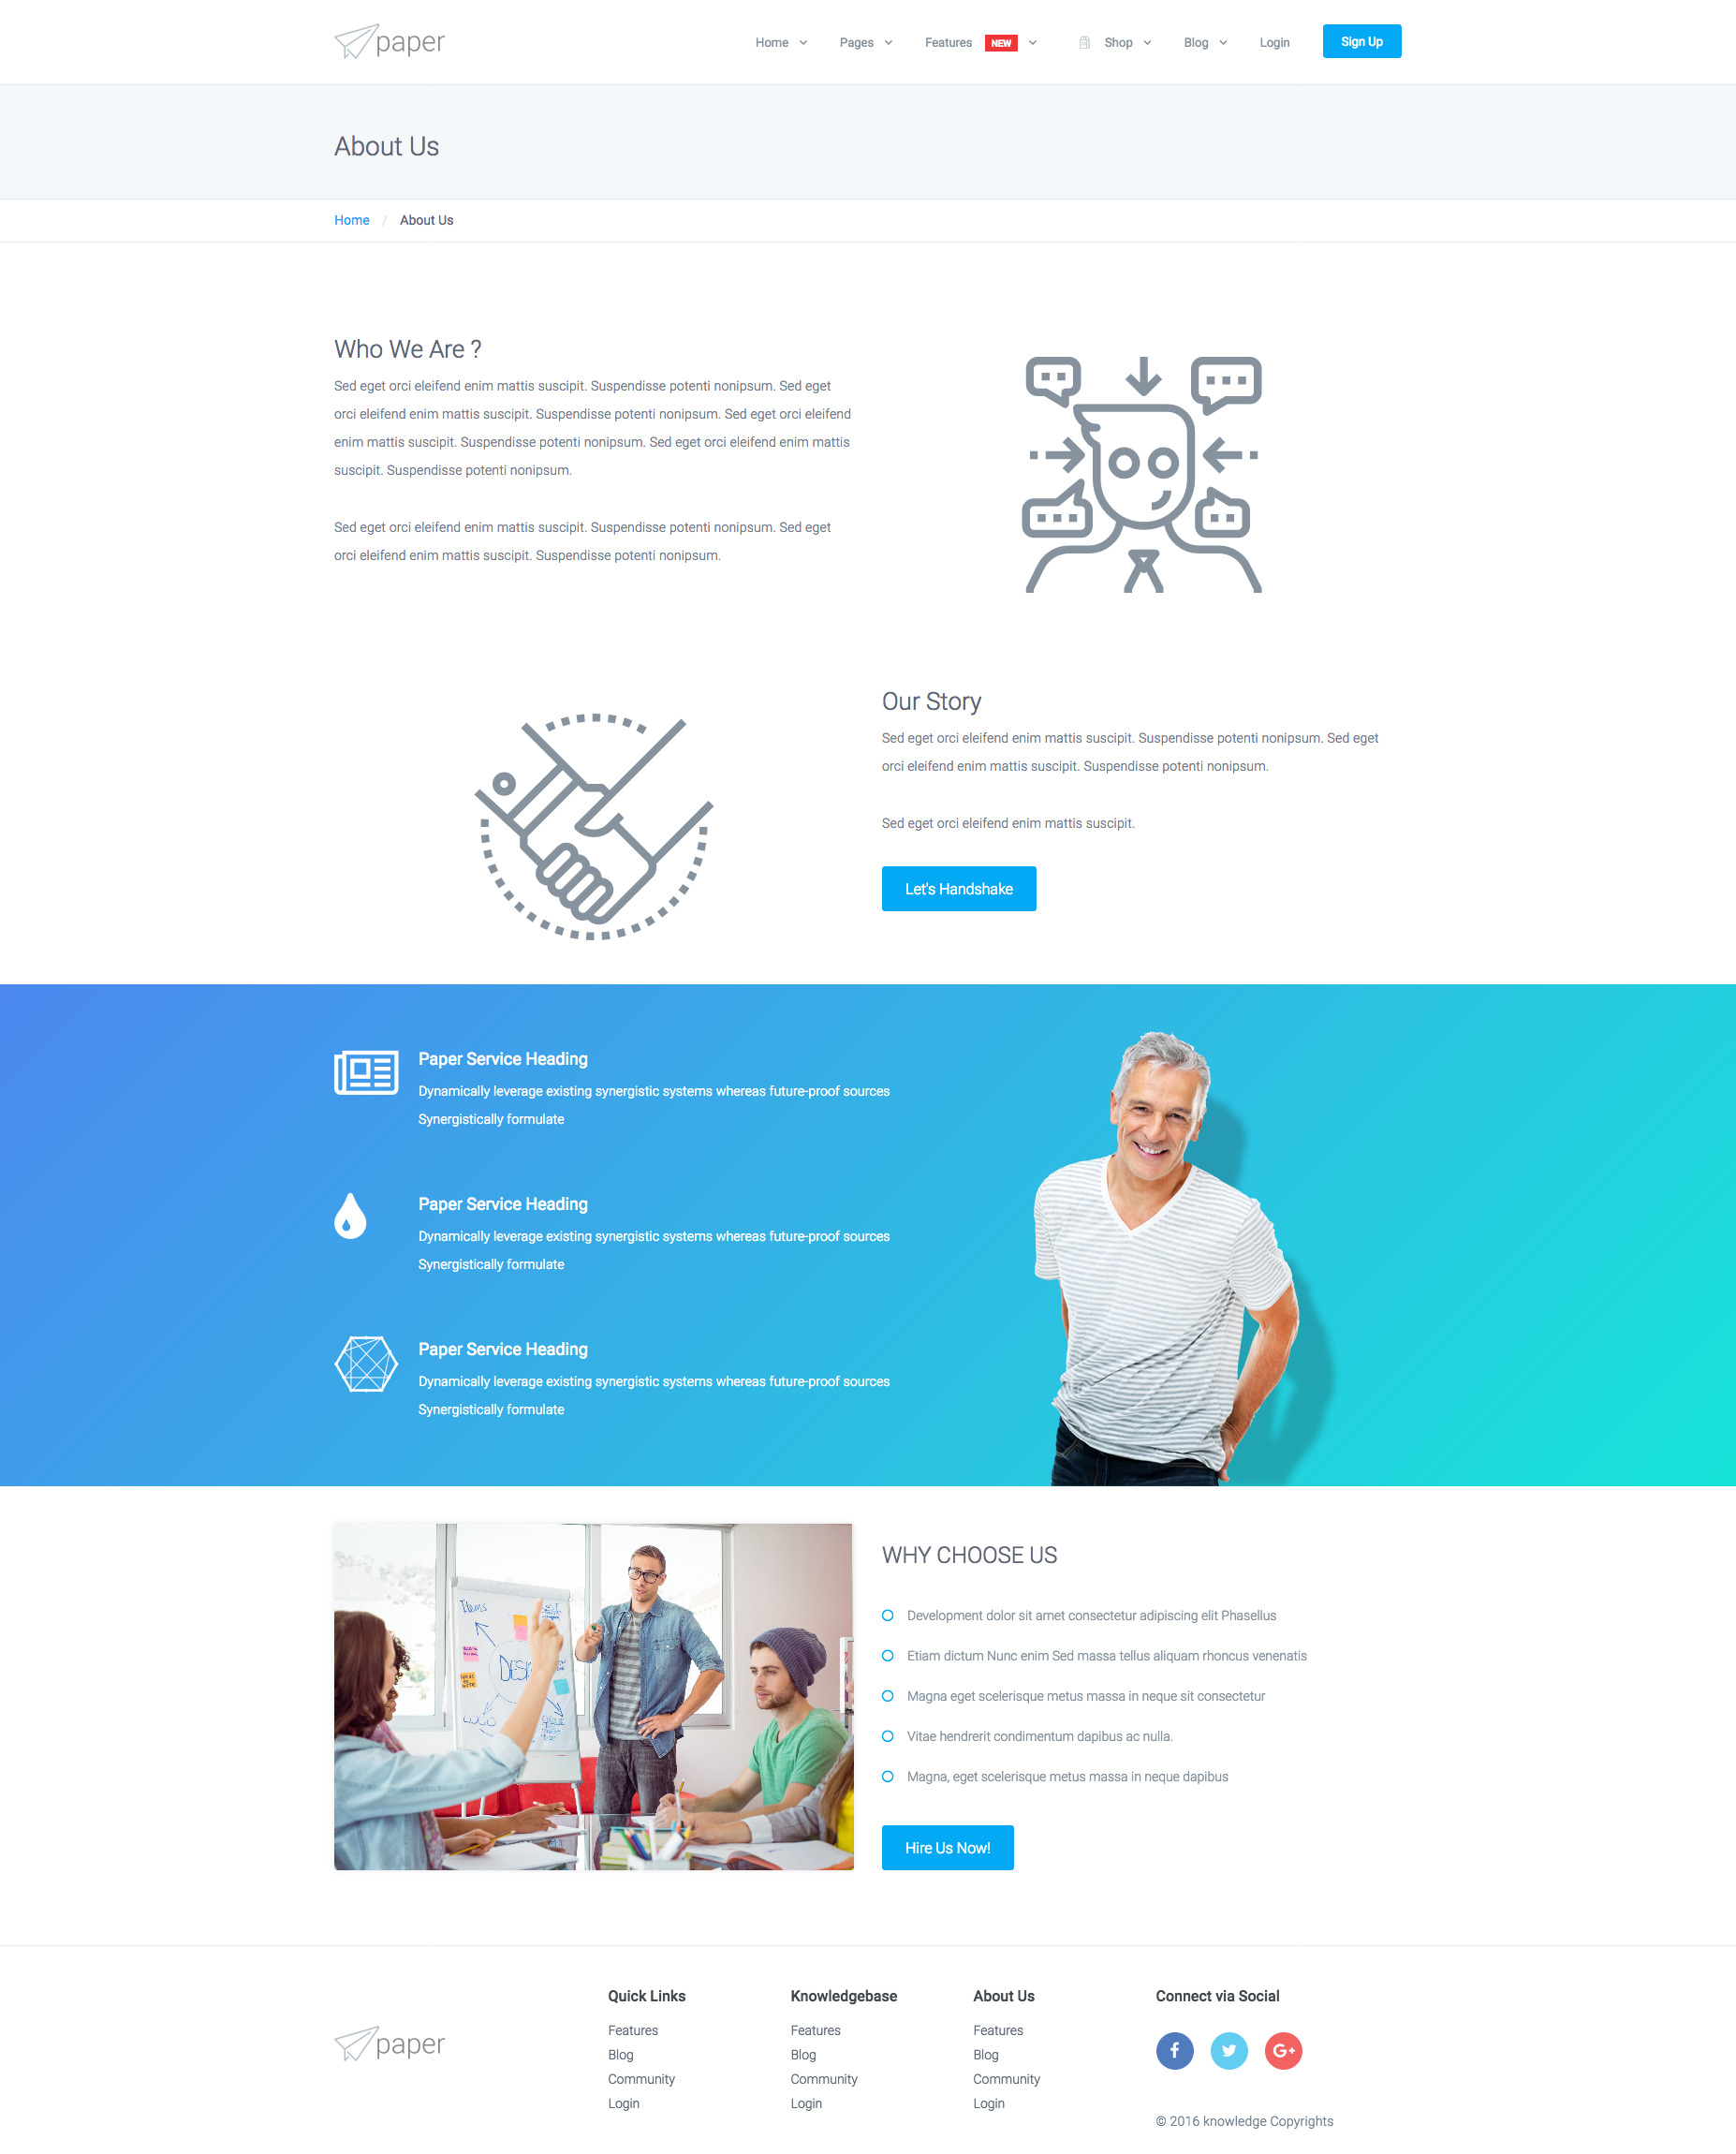 paper
Home
Pages
Features NEW
Shop
Blog
Login
Sign Up
About Us
Home / About Us
Who We Are ?
Sed eget orci eleifend enim mattis suscipit. Suspendisse potenti nonipsum. Sed eget
orci eleifend enim mattis suscipit. Suspendisse potenti nonipsum. Sed eget orci eleifend
enim mattis suscipit. Suspendisse potenti nonipsum. Sed eget orci eleifend enim mattis
suscipit. Suspendisse potenti nonipsum.
Sed eget orci eleifend enim mattis suscipit. Suspendisse potenti nonipsum. Sed eget
orci eleifend enim mattis suscipit. Suspendisse potenti nonipsum.
Our Story
Sed eget orci eleifend enim mattis suscipit. Suspendisse potenti nonipsum. Sed eget
orci eleifend enim mattis suscipit. Suspendisse potenti nonipsum.
Sed eget orci eleifend enim mattis suscipit.
Let's Handshake
Paper Service Heading
Dynamically leverage existing synergistic systems whereas future-proof sources
Synergistically formulate
Paper Service Heading
Dynamically leverage existing synergistic systems whereas future-proof sources
Synergistically formulate
Paper Service Heading
Dynamically leverage existing synergistic systems whereas future-proof sources
Synergistically formulate
Items
LOGO
WHY CHOOSE US
Development dolor sit amet consectetur adipiscing elit Phasellus
Etiam dictum Nunc enim Sed massa tellus aliquam rhoncus venenatis
Magna eget scelerisque metus massa in neque sit consectetur
Vitae hendrerit condimentum dapibus ac nulla.
Magna, eget scelerisque metus massa in neque dapibus
Hire Us Now!
paper
Quick Links
Features
Blog
Community
Login
Knowledgebase
Features
Blog
Community
Login
About Us
Features
Blog
Community
Login
Connect via Social
f
G+
© 2016 knowledge Copyrights